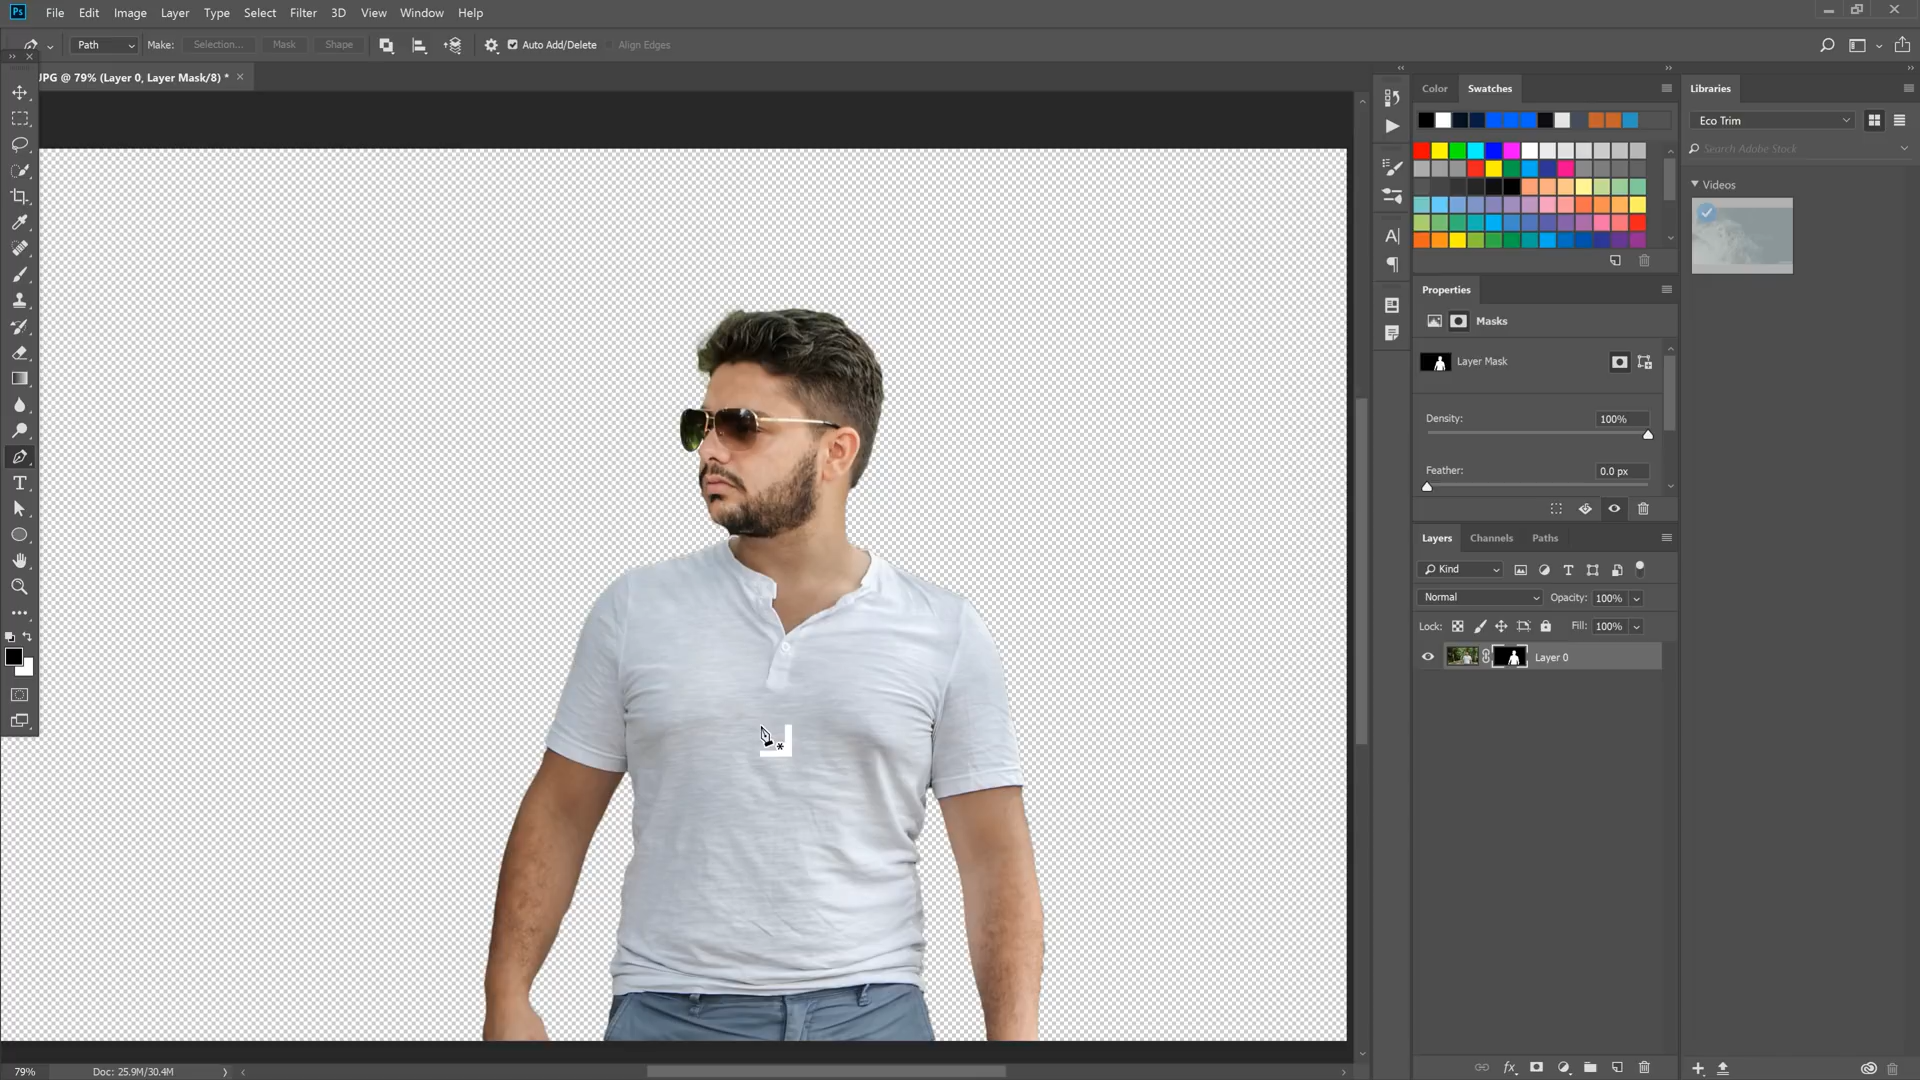 Ps File Edit Image Layer Type Select Filter 3D View Window Help
Path Make: Selection... Mask Shape Auto Add/Delete Align Edges
JPG @ 79% (Layer 0, Layer Mask/8) * ×
Color Swatches
Libraries
Eco Trim
Search Adobe Stock
Videos
Properties
Masks
Layer Mask
Density: 100%
Feather: 0.0 px
Layers Channels Paths
Kind
Normal Opacity: 100%
Lock: Fill: 100%
Layer 0
fx
79% Doc: 25.9M/30.4M